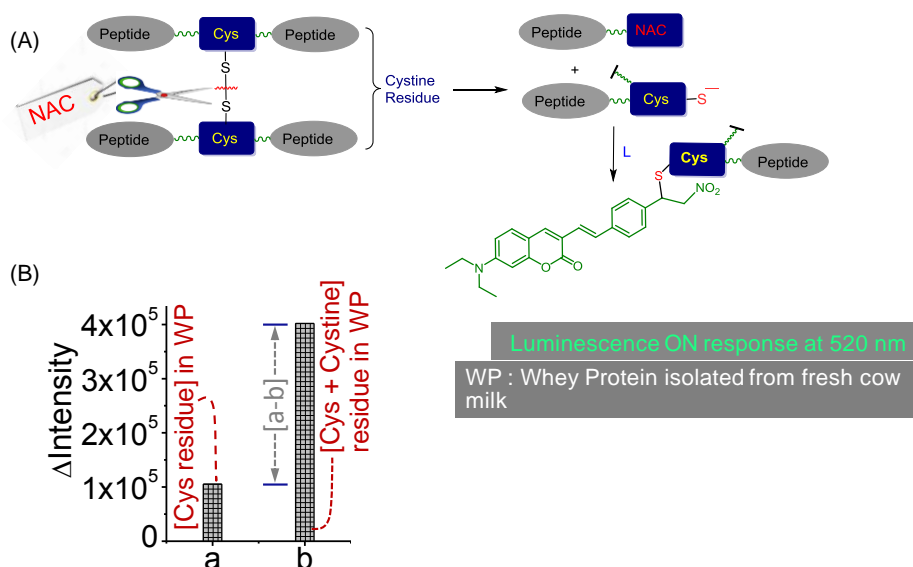 (A)
Peptide
Cys
Peptide
S
S
NAC
Peptide
Cys
Peptide
Cystine
Residue
Peptide
NAC
+
Peptide
Cys
S
L
Cys
Peptide
S
NO2
N
O
O
(B)
ΔIntensity
4x10^5
3x10^5
2x10^5
1x10^5
0
[Cys residue] in WP
[a-b]
[Cys + Cystine]
residue in WP
a
b
Luminescence ON response at 520 nm
WP : Whey Protein isolated from fresh cow
milk